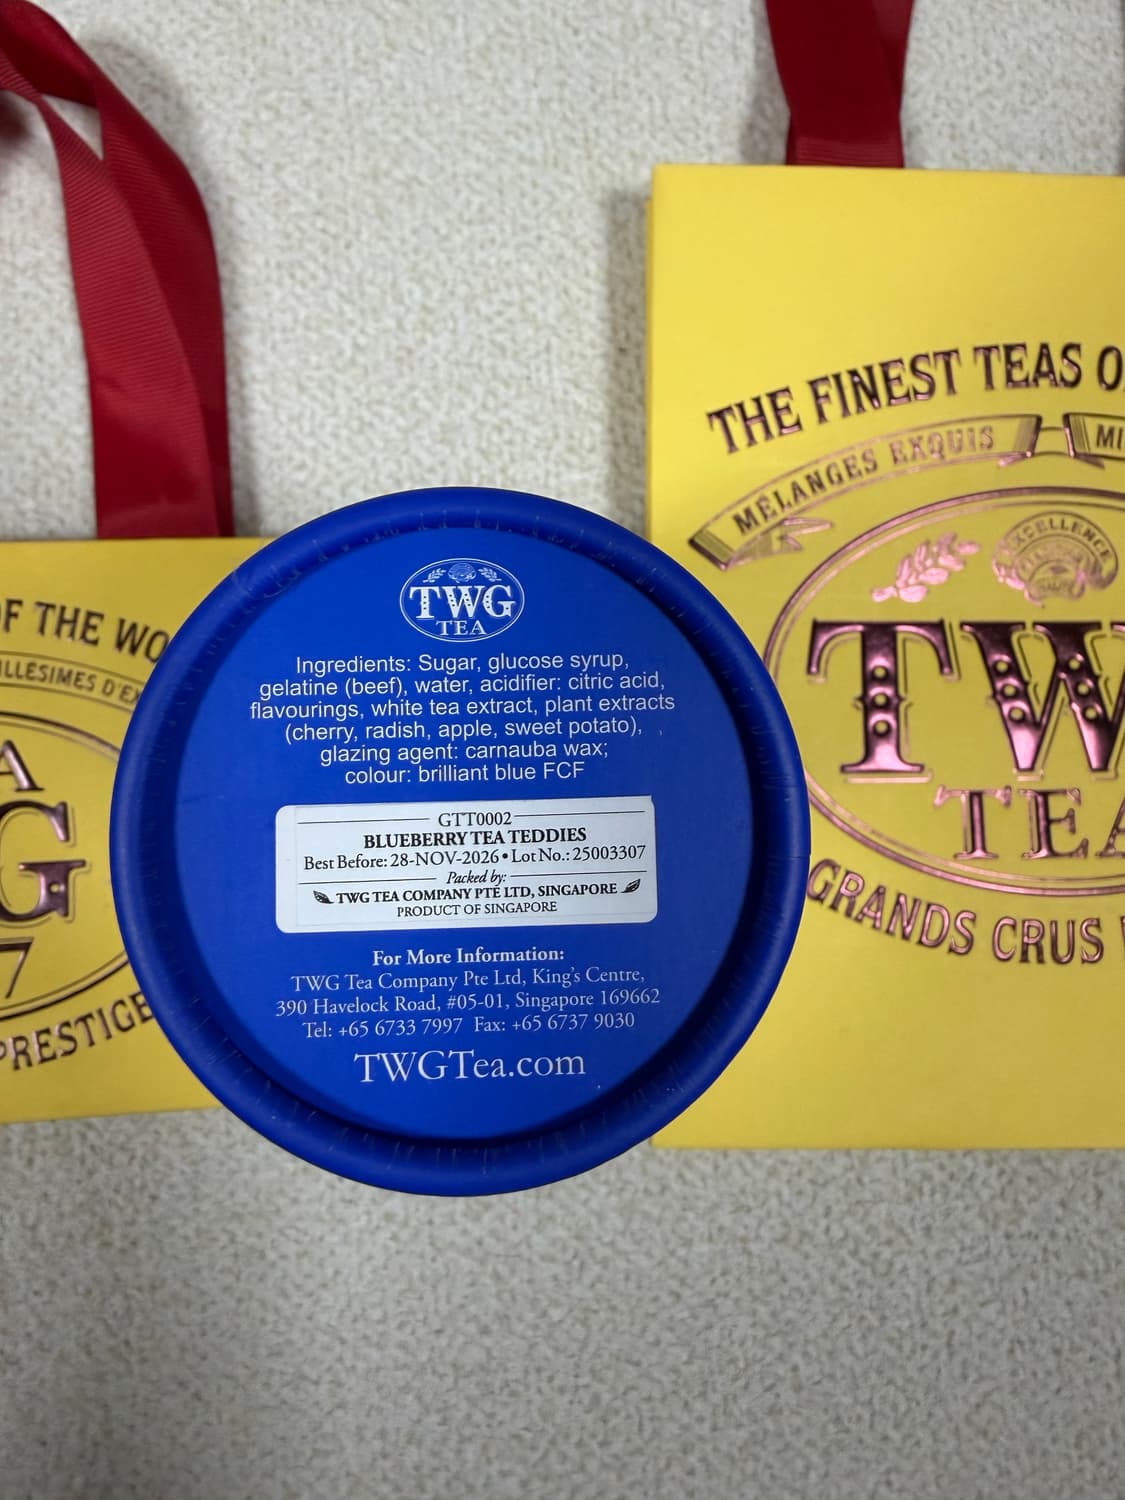 THE FINEST TEAS O
MÉLANGES EXQUIS
MI
EXCELLENCE
TW
TEA
GRANDS CRUS
OF THE WO
MILLESIMES D'EX
A
G
7
PRESTIGE
TWG
TEA
Ingredients: Sugar, glucose syrup,
gelatine (beef), water, acidifier: citric acid,
flavourings, white tea extract, plant extracts
(cherry, radish, apple, sweet potato),
glazing agent: carnauba wax;
colour: brilliant blue FCF
GTT0002
BLUEBERRY TEA TEDDIES
Best Before: 28-NOV-2026 • Lot No.: 25003307
Packed by:
TWG TEA COMPANY PTE LTD, SINGAPORE
PRODUCT OF SINGAPORE
For More Information:
TWG Tea Company Pte Ltd, King's Centre,
390 Havelock Road, #05-01, Singapore 169662
Tel: +65 6733 7997 Fax: +65 6737 9030
TWGTea.com